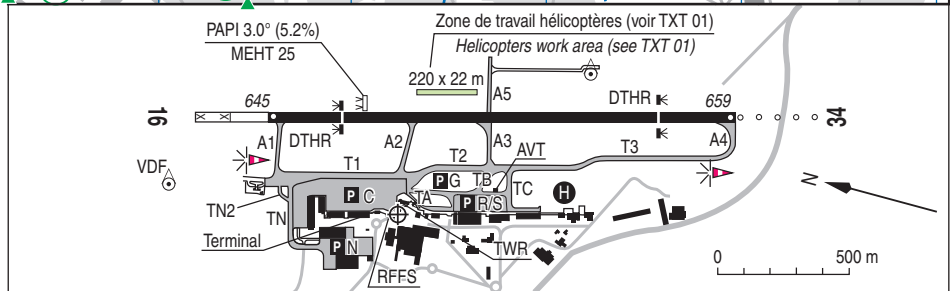 Zone de travail hélicoptères (voir TXT 01)
Helicopters work area (see TXT 01)
PAPI 3.0° (5.2%)
MEHT 25
220 x 22 m
645
DTHR
659
16
34
A5
A1
DTHR
A2
A3
A4
T1
T2
T3
AVT
VDF
P G
TB
TC
H
N
TN2
P C
TA
P R/S
TN
Terminal
P N
TWR
RFFS
0
500 m